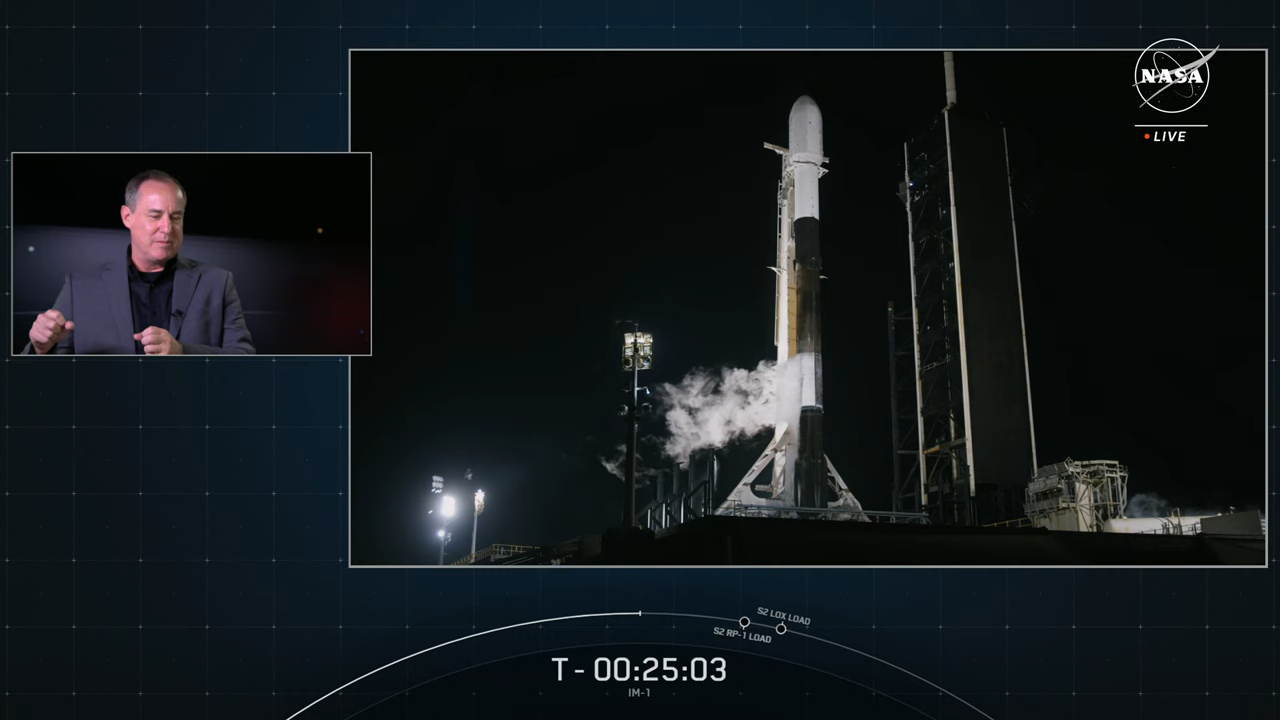 NASA
LIVE
S2 LOX LOAD
S2 RP-1 LOAD
T- 00:25:03
IM-1